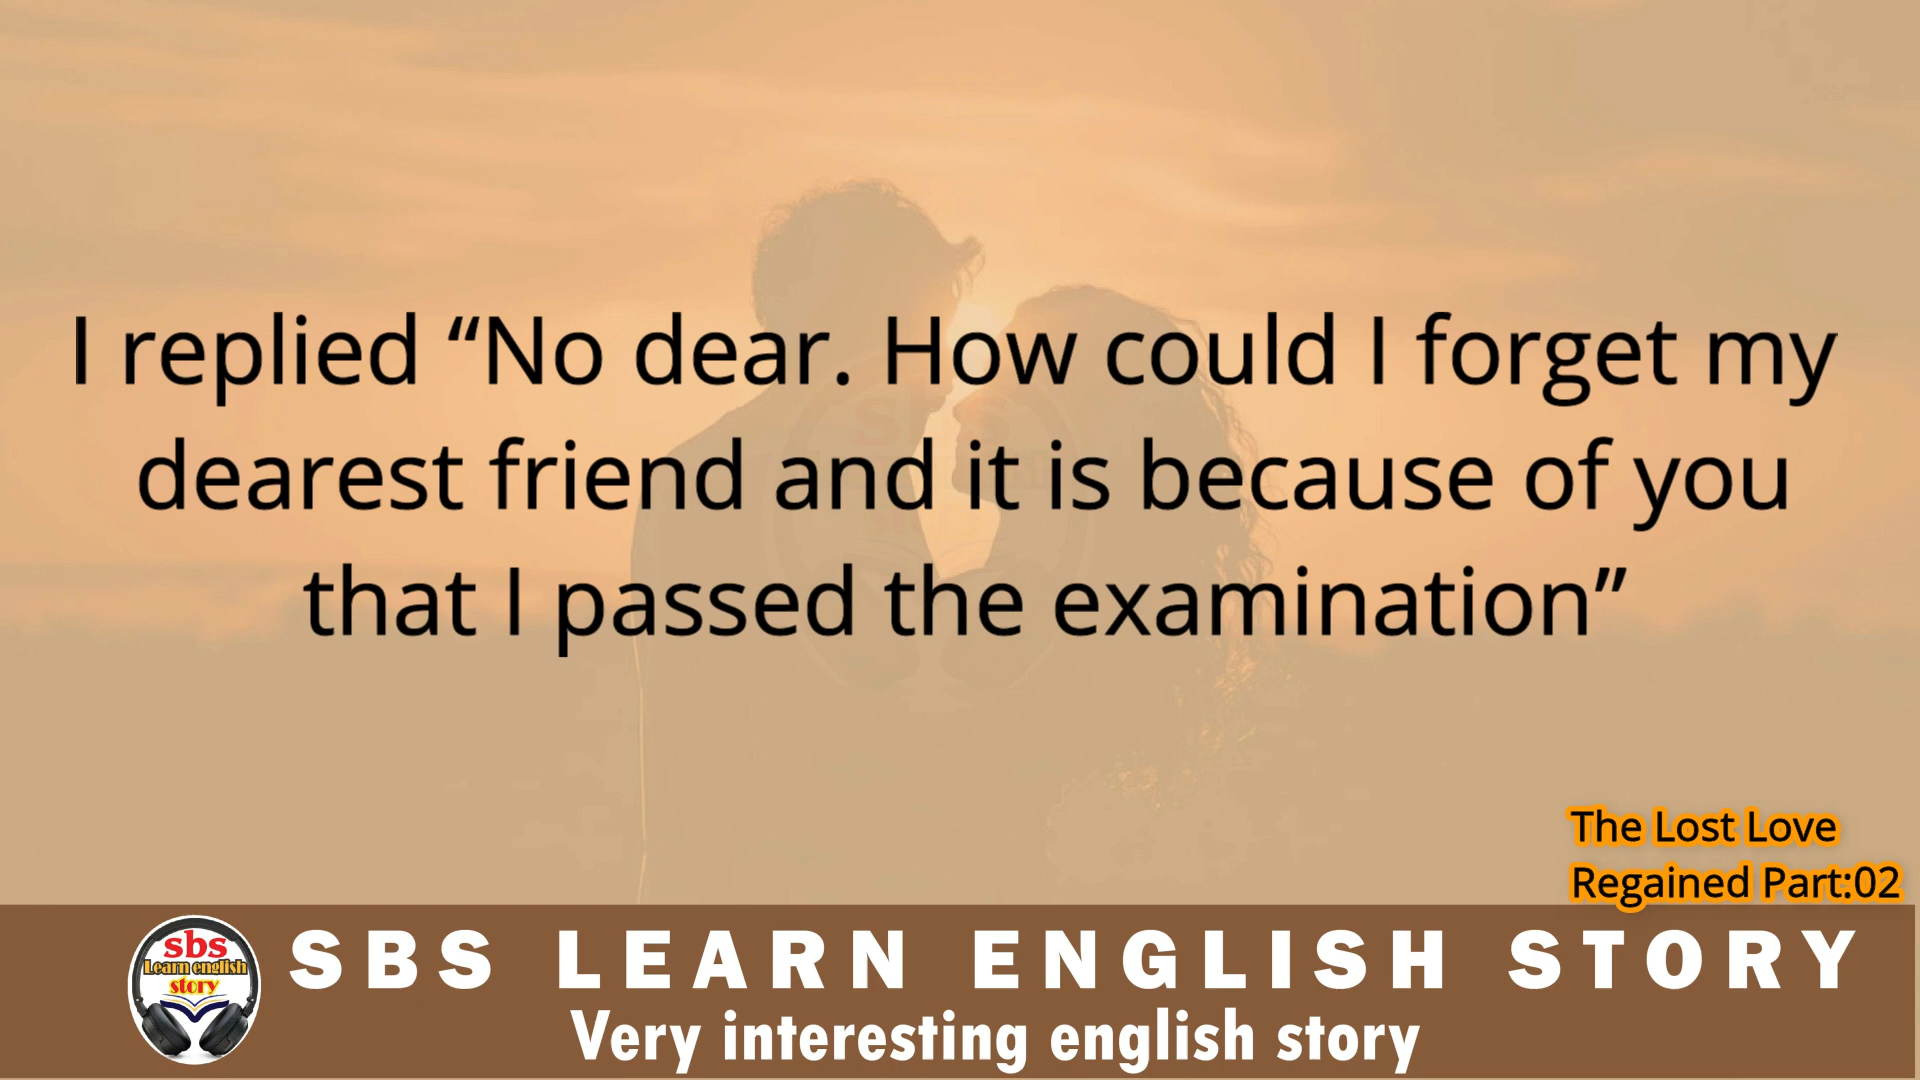 I replied “No dear. How could I forget my
dearest friend and it is because of you
that I passed the examination”
The Lost Love
Regained Part:02
sbs
Learn english
story
SBS LEARN ENGLISH STORY
Very interesting english story